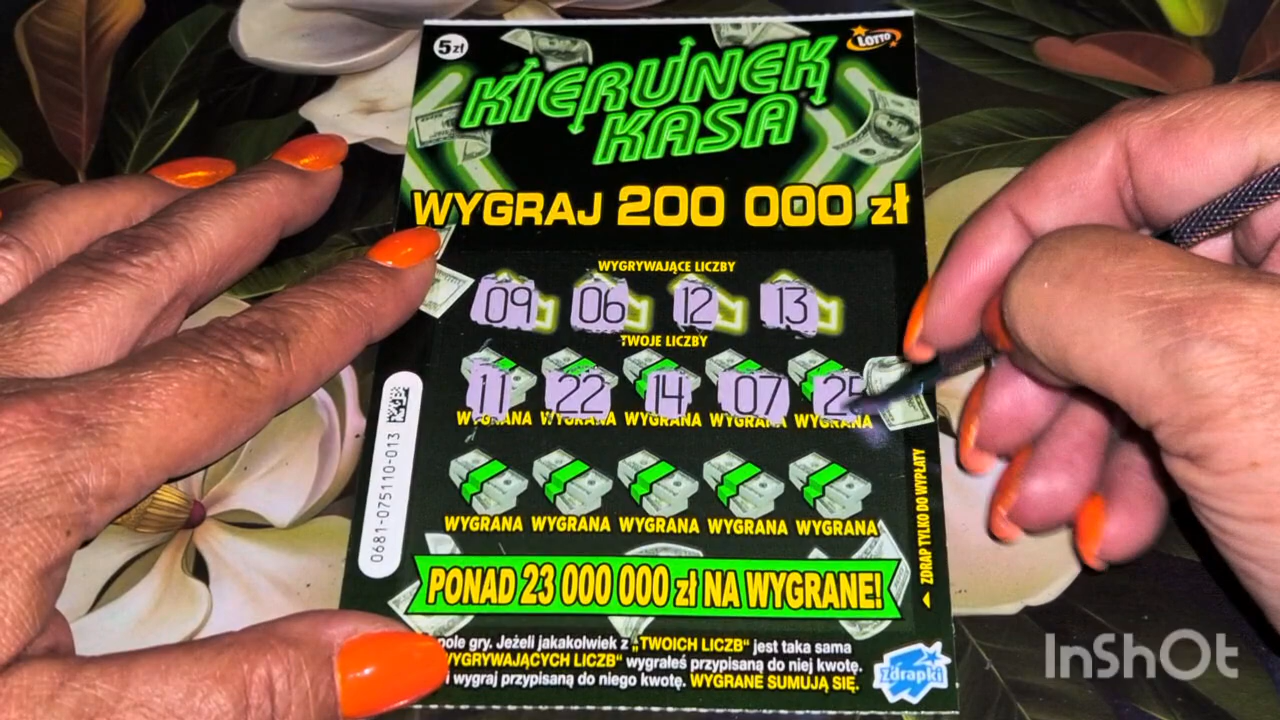 5zł
LOTTO
KIERUNEK
KASA
WYGRAJ 200 000 zł
WYGRYWAJĄCE LICZBY
09 06 12 13
TWOJE LICZBY
11 22 14 07 25
WYGRANA WYGRANA WYGRANA WYGRANA WYGRANA
WYGRANA WYGRANA WYGRANA WYGRANA WYGRANA
0681-075110-013
ZDRAP TYLKO DO WYPŁATY
PONAD 23 000 000 zł NA WYGRANE!
pole gry. Jeżeli jakakolwiek z „TWOICH LICZB“ jest taka sama
WYGRYWAJĄCYCH LICZB“ wygrałeś przypisaną do niej kwotę.
i wygraj przypisaną do niego kwotę. WYGRANE SUMUJĄ SIĘ.
Zdrapki
InShOt